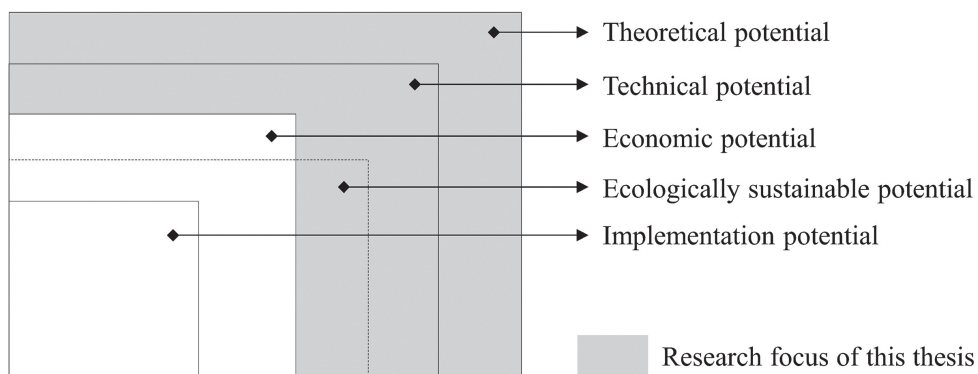 Theoretical potential
Technical potential
Economic potential
Ecologically sustainable potential
Implementation potential
Research focus of this thesis